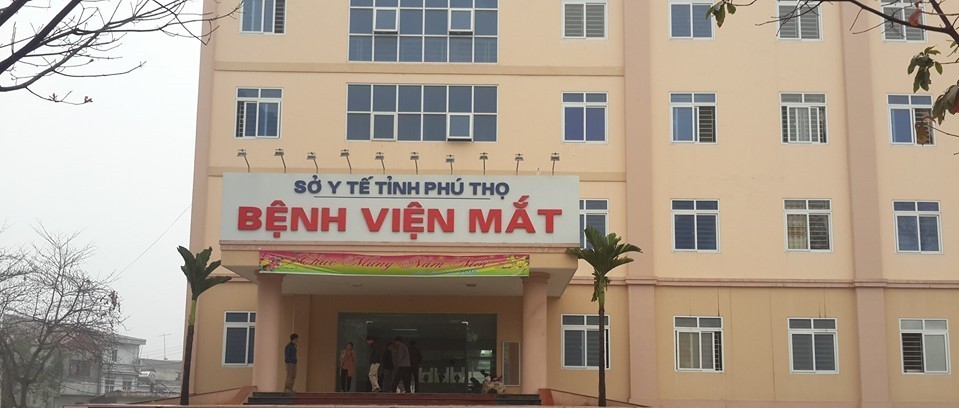 SỞ Y TẾ TỈNH PHÚ THỌ
BỆNH VIỆN MẮT
Chúc Mừng Năm Mới